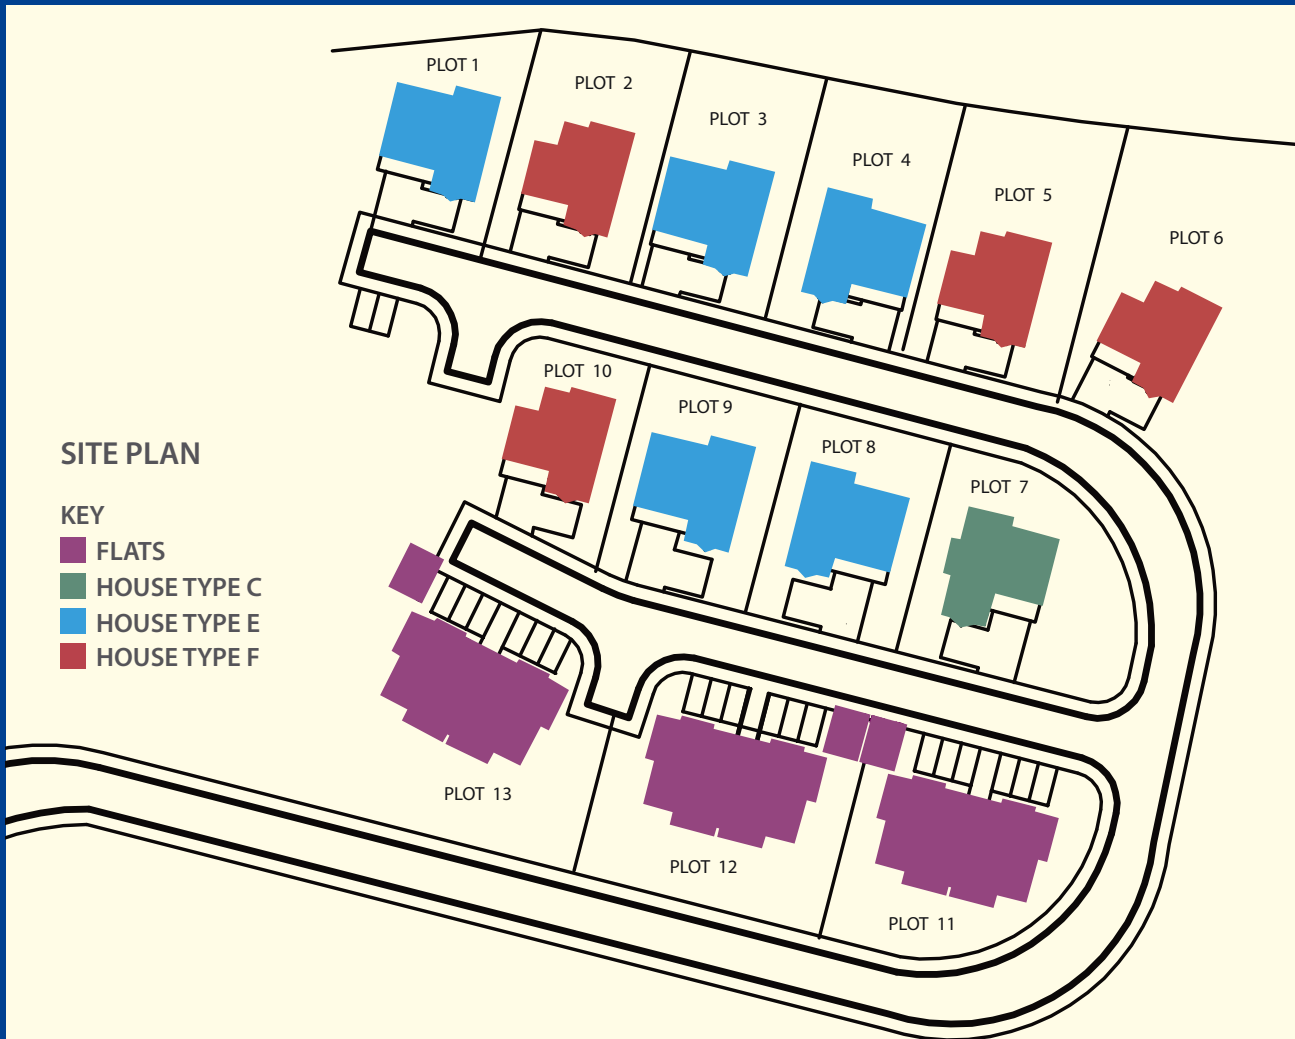 PLOT 1
PLOT 2
PLOT 3
PLOT 4
PLOT 5
PLOT 6
PLOT 10
PLOT 9
PLOT 8
PLOT 7
SITE PLAN
KEY
FLATS
HOUSE TYPE C
HOUSE TYPE E
HOUSE TYPE F
PLOT 13
PLOT 12
PLOT 11